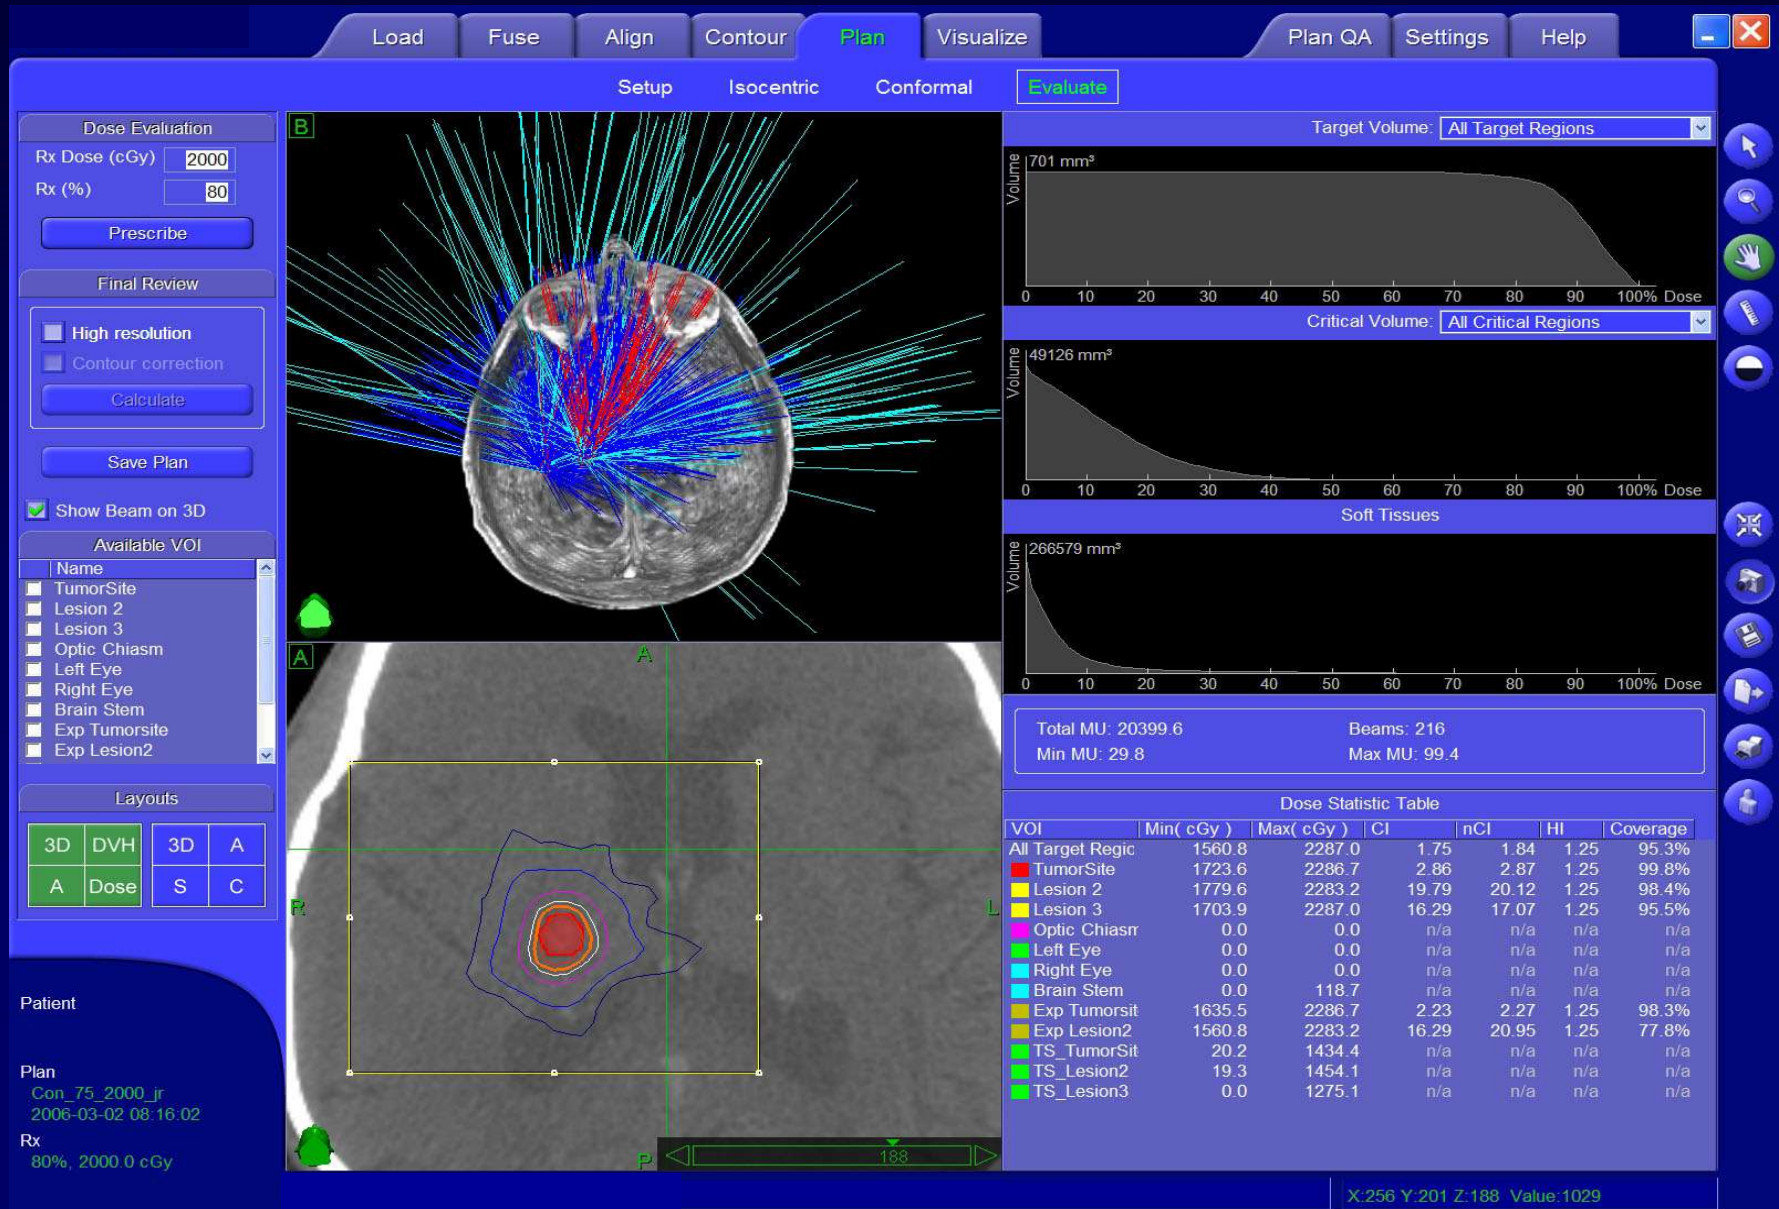 Load Fuse Align Contour Plan Visualize Plan QA Settings Help
Setup Isocentric Conformal Evaluate
Dose Evaluation
Rx Dose (cGy) 2000
Rx (%) 80
Prescribe
Final Review
High resolution
Contour correction
Calculate
Save Plan
Show Beam on 3D
Available VOI
Name
TumorSite
Lesion 2
Lesion 3
Optic Chiasm
Left Eye
Right Eye
Brain Stem
Exp Tumorsite
Exp Lesion2
Layouts
3D DVH 3D A
A Dose S C
Patient
Plan
Con_75_2000_jr
2006-03-02 08:16:02
Rx
80%, 2000.0 cGy
B
A
A
R
L
P
188
Target Volume: All Target Regions
Volume
701 mm³
0 10 20 30 40 50 60 70 80 90 100% Dose
Critical Volume: All Critical Regions
Volume
49126 mm³
0 10 20 30 40 50 60 70 80 90 100% Dose
Soft Tissues
Volume
266579 mm³
0 10 20 30 40 50 60 70 80 90 100% Dose
Total MU: 20399.6 Beams: 216
Min MU: 29.8 Max MU: 99.4
Dose Statistic Table
VOI Min( cGy ) Max( cGy ) CI nCI HI Coverage
All Target Regic 1560.8 2287.0 1.75 1.84 1.25 95.3%
TumorSite 1723.6 2286.7 2.86 2.87 1.25 99.8%
Lesion 2 1779.6 2283.2 19.79 20.12 1.25 98.4%
Lesion 3 1703.9 2287.0 16.29 17.07 1.25 95.5%
Optic Chiasm 0.0 0.0 n/a n/a n/a n/a
Left Eye 0.0 0.0 n/a n/a n/a n/a
Right Eye 0.0 0.0 n/a n/a n/a n/a
Brain Stem 0.0 118.7 n/a n/a n/a n/a
Exp Tumorsit 1635.5 2286.7 2.23 2.27 1.25 98.3%
Exp Lesion2 1560.8 2283.2 16.29 20.95 1.25 77.8%
TS_TumorSit 20.2 1434.4 n/a n/a n/a n/a
TS_Lesion2 19.3 1454.1 n/a n/a n/a n/a
TS_Lesion3 0.0 1275.1 n/a n/a n/a n/a
X:256 Y:201 Z:188 Value:1029